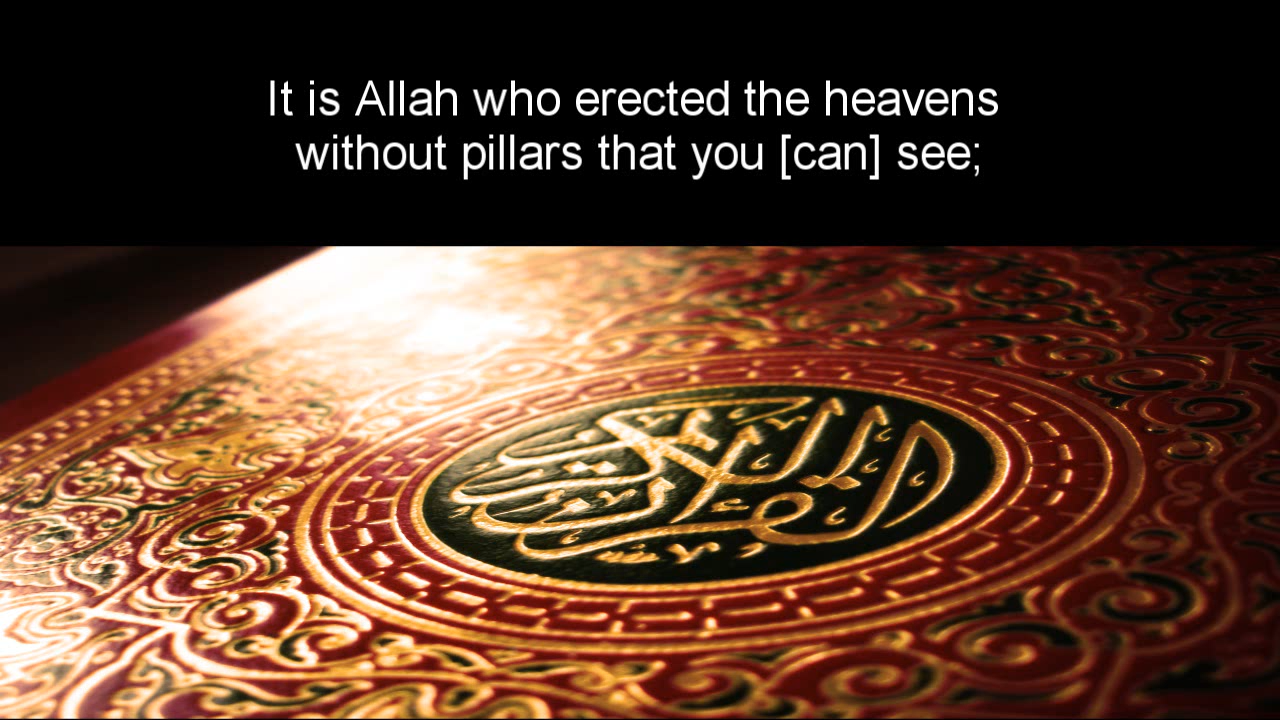 It is Allah who erected the heavens
without pillars that you [can] see;
القرآن الكريم